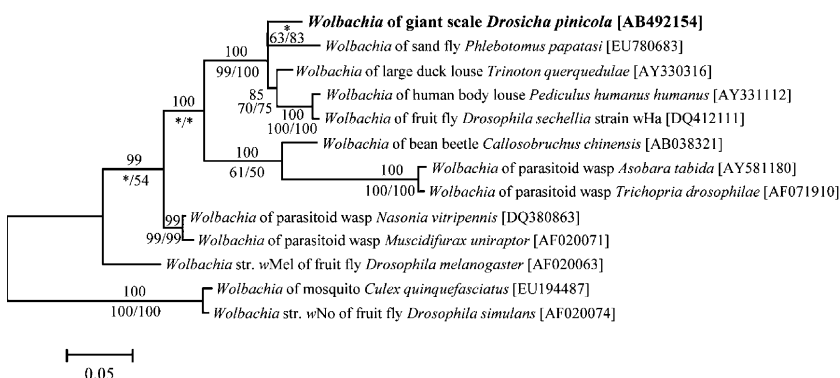 Wolbachia of giant scale Drosicha pinicola [AB492154]
*
63/83
Wolbachia of sand fly Phlebotomus papatasi [EU780683]
100
99/100
Wolbachia of large duck louse Trinoton querquedulae [AY330316]
85
70/75
Wolbachia of human body louse Pediculus humanus humanus [AY331112]
100
100/100
Wolbachia of fruit fly Drosophila sechellia strain wHa [DQ412111]
100
*/*
Wolbachia of bean beetle Callosobruchus chinensis [AB038321]
100
61/50
100
100/100
Wolbachia of parasitoid wasp Asobara tabida [AY581180]
Wolbachia of parasitoid wasp Trichopria drosophilae [AF071910]
99
*/54
99
99/99
Wolbachia of parasitoid wasp Nasonia vitripennis [DQ380863]
Wolbachia of parasitoid wasp Muscidifurax uniraptor [AF020071]
Wolbachia str. wMel of fruit fly Drosophila melanogaster [AF020063]
100
100/100
Wolbachia of mosquito Culex quinquefasciatus [EU194487]
Wolbachia str. wNo of fruit fly Drosophila simulans [AF020074]
0.05